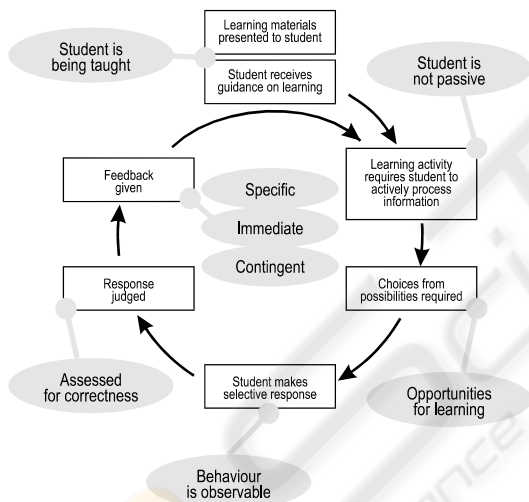 Learning materials
presented to student
Student receives
guidance on learning
Student is
being taught
Student is
not passive
Learning activity
requires student to
actively process
information
Feedback
given
Specific
Immediate
Contingent
Response
judged
Choices from
possibilities required
Assessed
for correctness
Student makes
selective response
Opportunities
for learning
Behaviour
is observable